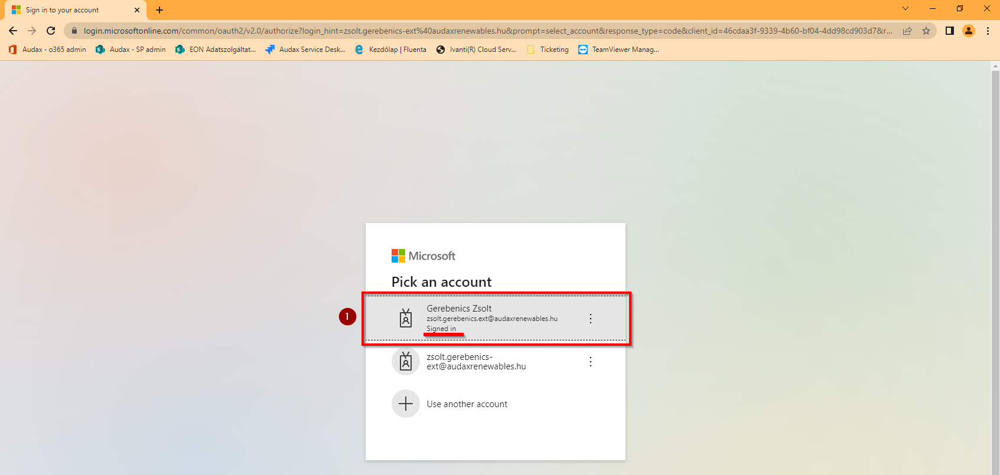 Sign in to your account
login.microsoftonline.com/common/oauth2/v2.0/authorize?login_hint=zsolt.gerebenics-ext%40audaxrenewables.hu&prompt=select_account&response_type=code&client_id=46cdaa3f-9339-4b60-bf04-4dd98cd903d7&r...
Audax - o365 admin Audax - SP admin EON Adatszolgáltat... Audax Service Desk... Kezdőlap | Fluenta Ivanti(R) Cloud Serv... Ticketing TeamViewer Manag...
Microsoft
Pick an account
1
Gerebenics Zsolt
zsolt.gerebenics.ext@audaxrenewables.hu
Signed in
zsolt.gerebenics-
ext@audaxrenewables.hu
Use another account